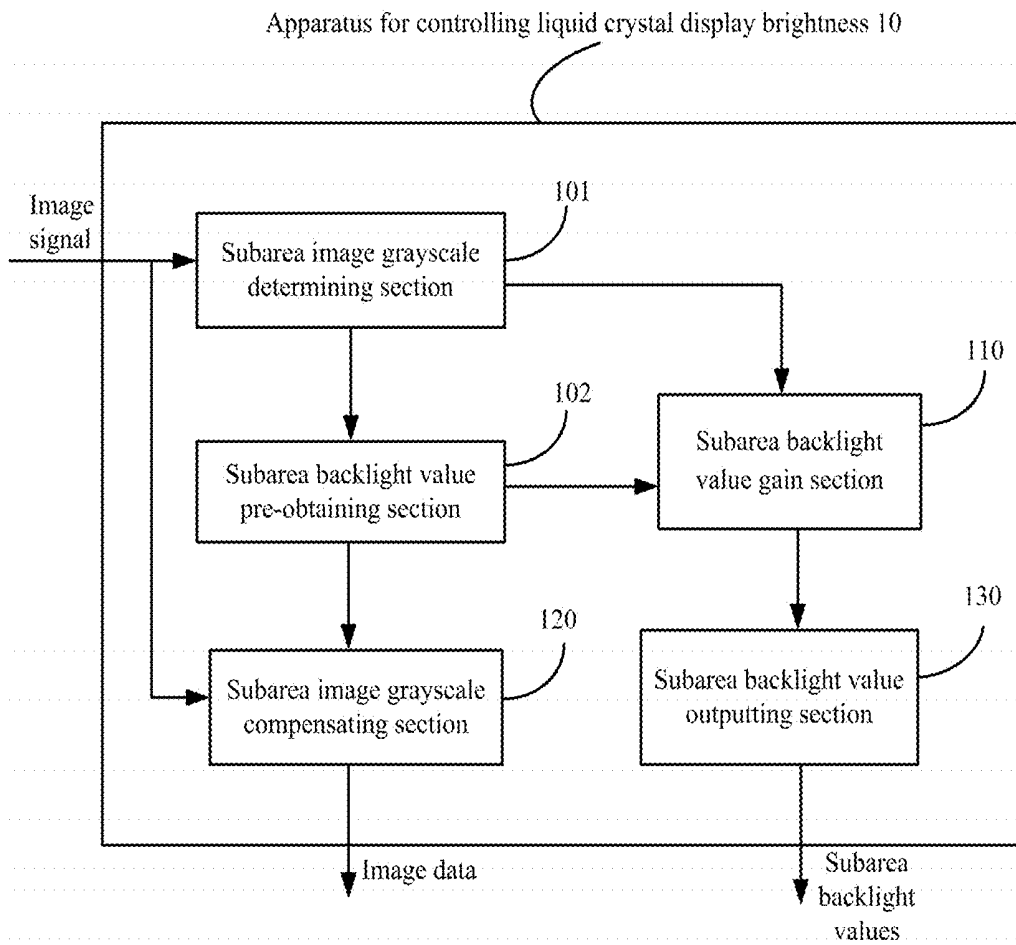 Apparatus for controlling liquid crystal display brightness 10
Image
signal
101
Subarea image grayscale
determining section
110
102
Subarea backlight
value gain section
Subarea backlight value
pre-obtaining section
120
130
Subarea image grayscale
compensating section
Subarea backlight value
outputting section
Image data
Subarea
backlight
values